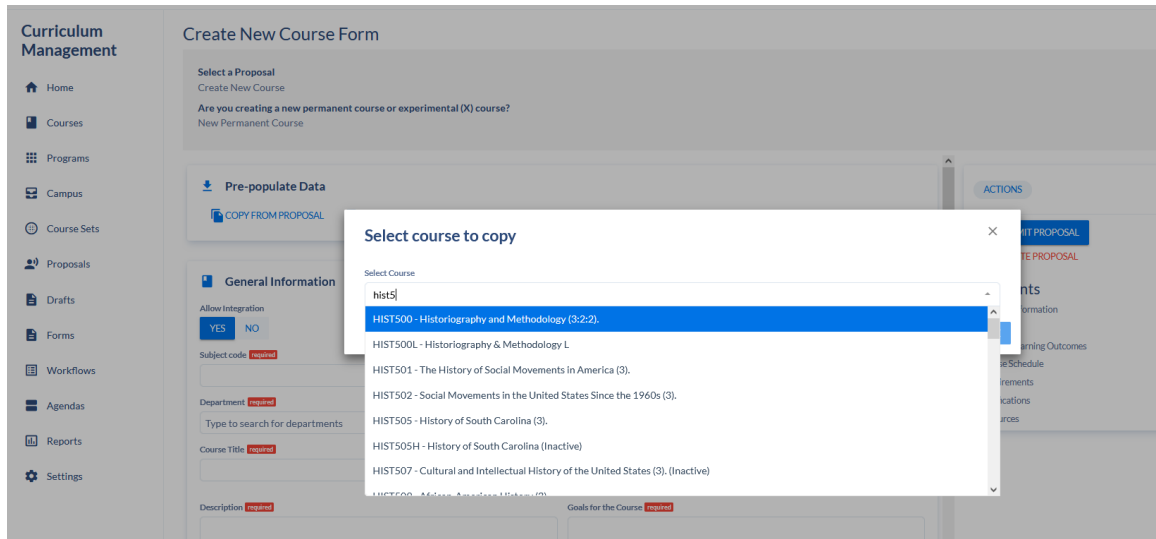 Curriculum
Management
Home
Courses
Programs
Campus
Course Sets
Proposals
Drafts
Forms
Workflows
Agendas
Reports
Settings
Create New Course Form
Select a Proposal
Create New Course
Are you creating a new permanent course or experimental (X) course?
New Permanent Course
Pre-populate Data
COPY FROM PROPOSAL
General Information
Allow Integration
YES NO
Subject code required
Department required
Type to search for departments
Course Title required
Description required
Goals for the Course required
Select course to copy
Select Course
hist5
HIST500 - Historiography and Methodology (3:2:2).
HIST500L - Historiography & Methodology L
HIST501 - The History of Social Movements in America (3).
HIST502 - Social Movements in the United States Since the 1960s (3).
HIST505 - History of South Carolina (3).
HIST505H - History of South Carolina (Inactive)
HIST507 - Cultural and Intellectual History of the United States (3). (Inactive)
ACTIONS
MIT PROPOSAL
TE PROPOSAL
nts
ormation
arning Outcomes
se Schedule
irements
cations
urces